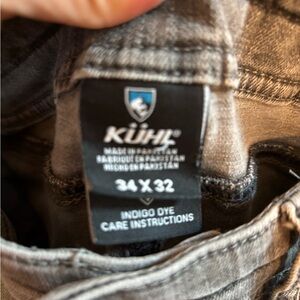 KÜHL®
MADE IN PAKISTAN
FABRIQUÉ EN PAKISTAN
HECHO EN PAKISTAN
34 X 32
INDIGO DYE
CARE INSTRUCTIONS